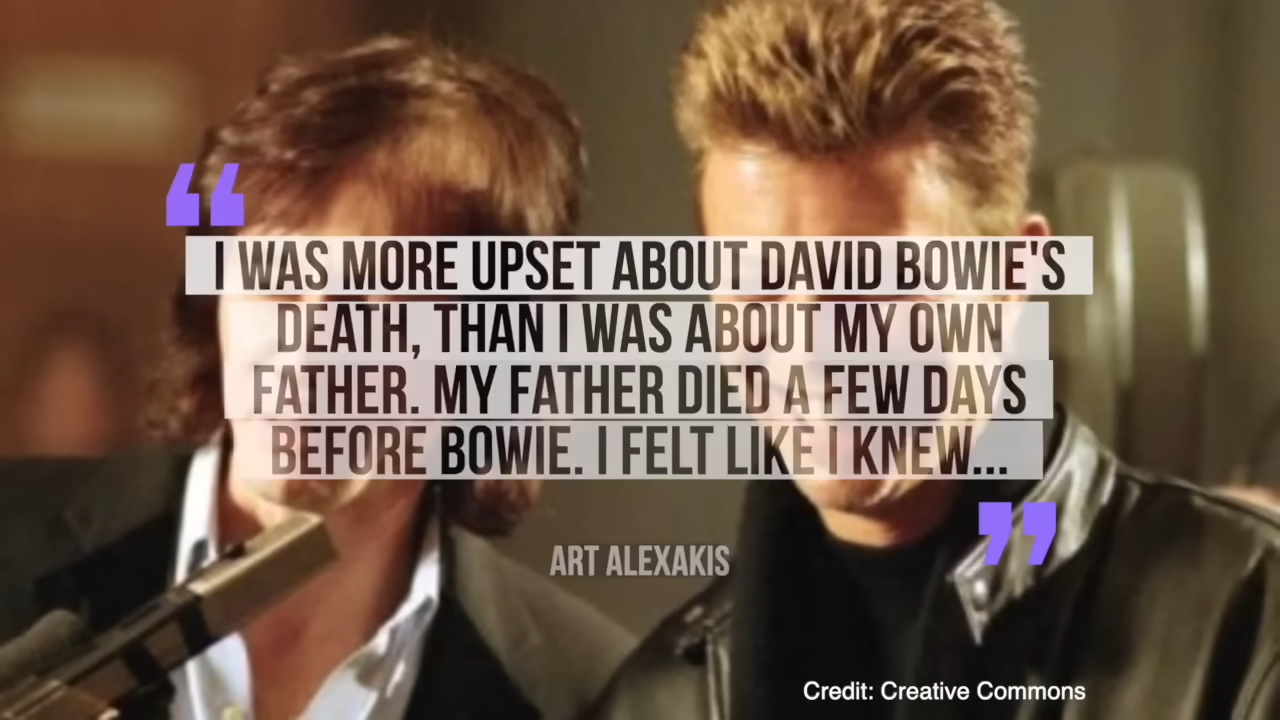 “
I WAS MORE UPSET ABOUT DAVID BOWIE'S
DEATH, THAN I WAS ABOUT MY OWN
FATHER. MY FATHER DIED A FEW DAYS
BEFORE BOWIE. I FELT LIKE I KNEW...
”
ART ALEXAKIS
Credit: Creative Commons